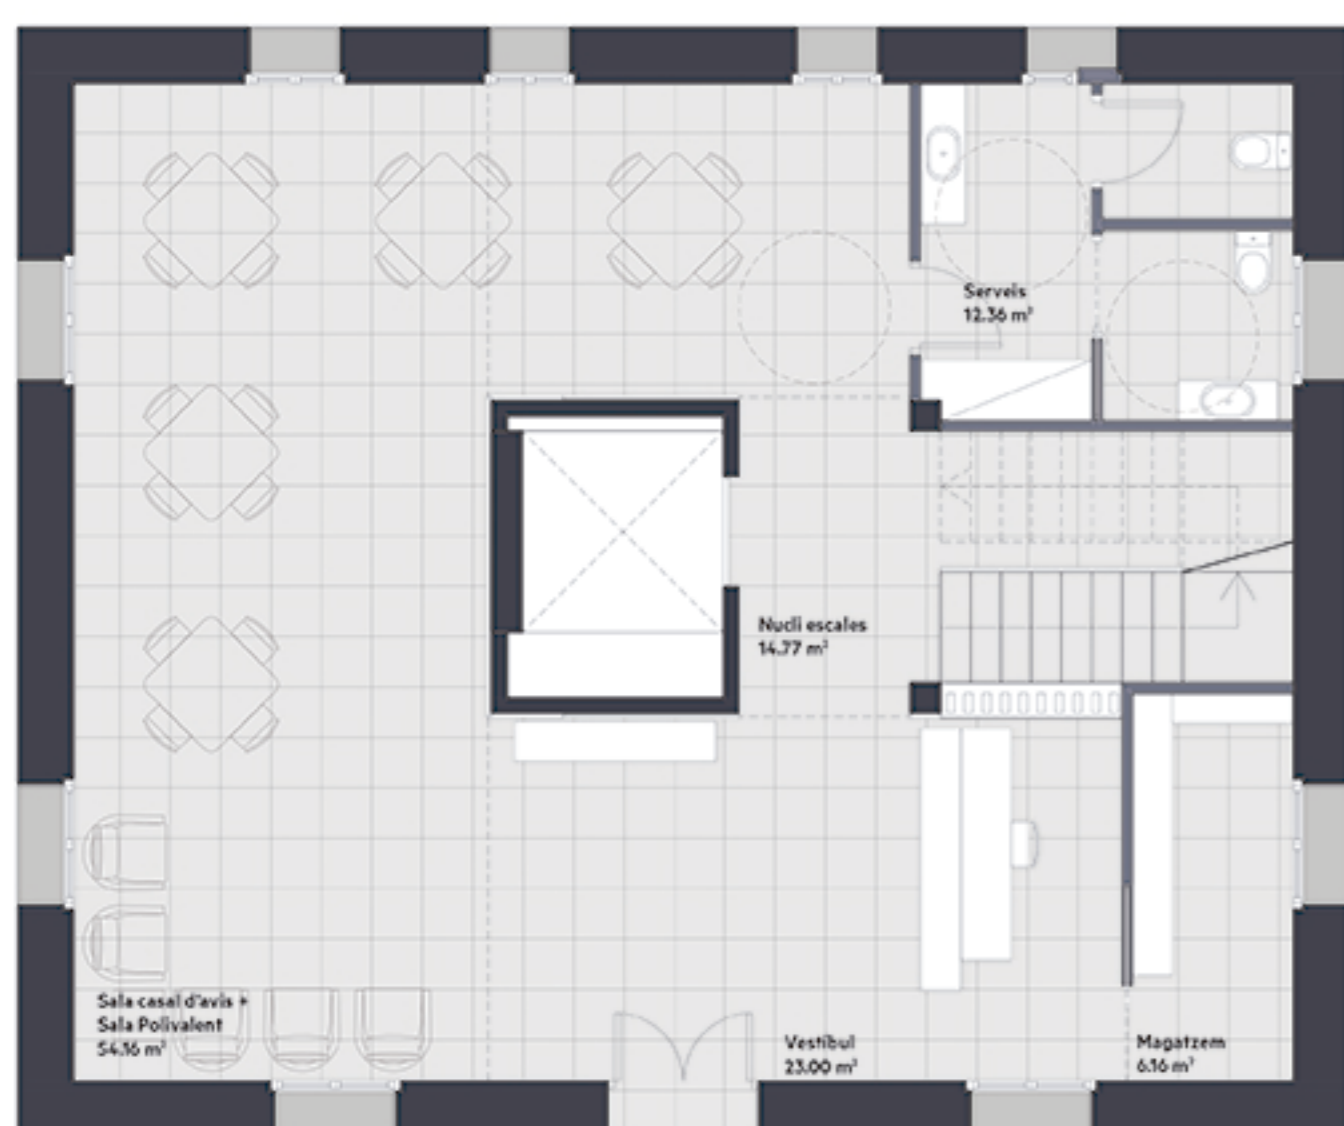 Serveis
12.36 m²
Nucli escales
14.77 m²
Sala casal d'avis +
Sala Polivalent
54.16 m²
Vestíbul
23.00 m²
Magatzem
6.16 m²